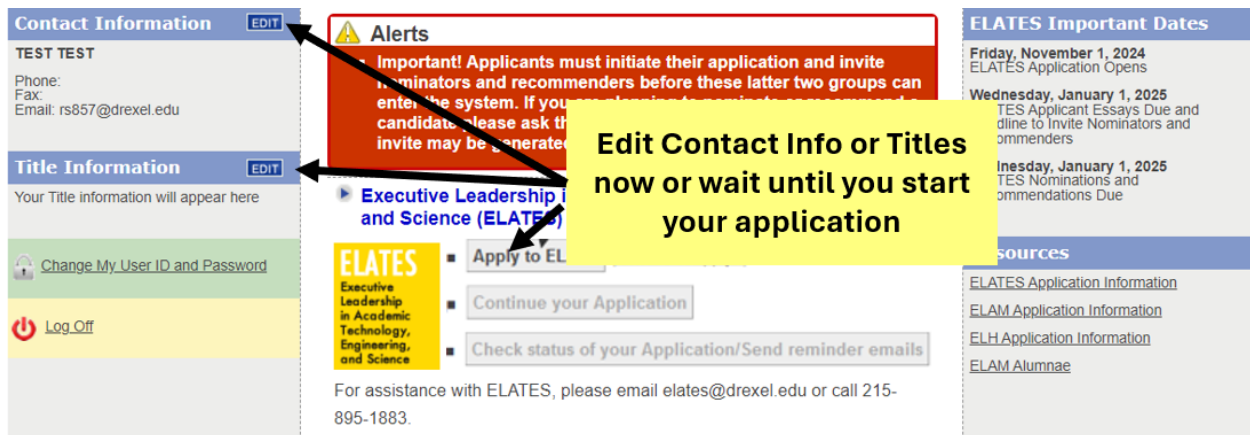 Contact Information EDIT
TEST TEST
Phone:
Fax:
Email: rs857@drexel.edu
Title Information EDIT
Your Title information will appear here
Change My User ID and Password
Log Off
Alerts
Important! Applicants must initiate their application and invite
nominators and recommenders before these latter two groups can
enter the system. If you
candidate please ask
invite may be generated
Edit Contact Info or Titles
now or wait until you start
your application
Executive Leadership
and Science (ELATES)
ELATES
Executive
Leadership
in Academic
Technology,
Engineering,
and Science
Apply to
Continue your Application
Check status of your Application/Send reminder emails
For assistance with ELATES, please email elates@drexel.edu or call 215-
895-1883.
ELATES Important Dates
Friday, November 1, 2024
ELATES Application Opens
Wednesday, January 1, 2025
Applicant Essays Due and
to Invite Nominators and
January 1, 2025
Nominations and
Due
ELATES Application Information
ELAM Application Information
ELH Application Information
ELAM Alumnae